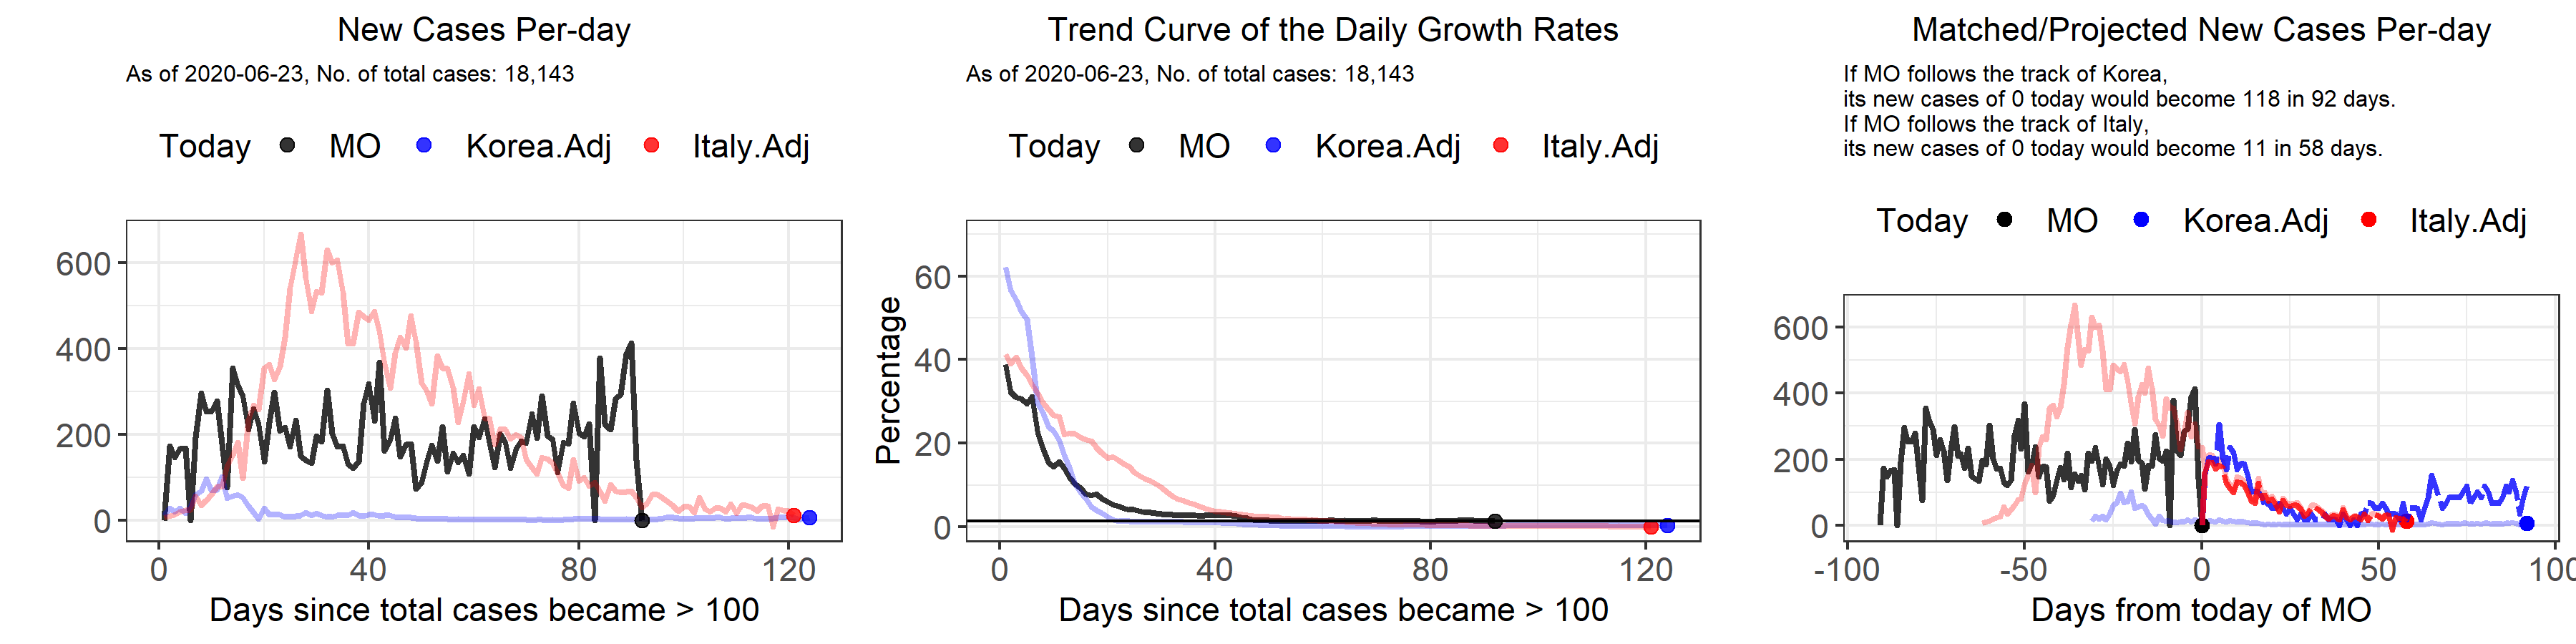 New Cases Per-day
As of 2020-06-23, No. of total cases: 18,143
Today MO Korea.Adj Italy.Adj
600
400
200
0
0 40 80 120
Days since total cases became > 100
Trend Curve of the Daily Growth Rates
As of 2020-06-23, No. of total cases: 18,143
Today MO Korea.Adj Italy.Adj
Percentage
60
40
20
0
0 40 80 120
Days since total cases became > 100
Matched/Projected New Cases Per-day
If MO follows the track of Korea,
its new cases of 0 today would become 118 in 92 days.
If MO follows the track of Italy,
its new cases of 0 today would become 11 in 58 days.
Today MO Korea.Adj Italy.Adj
600
400
200
0
-100 -50 0 50 100
Days from today of MO